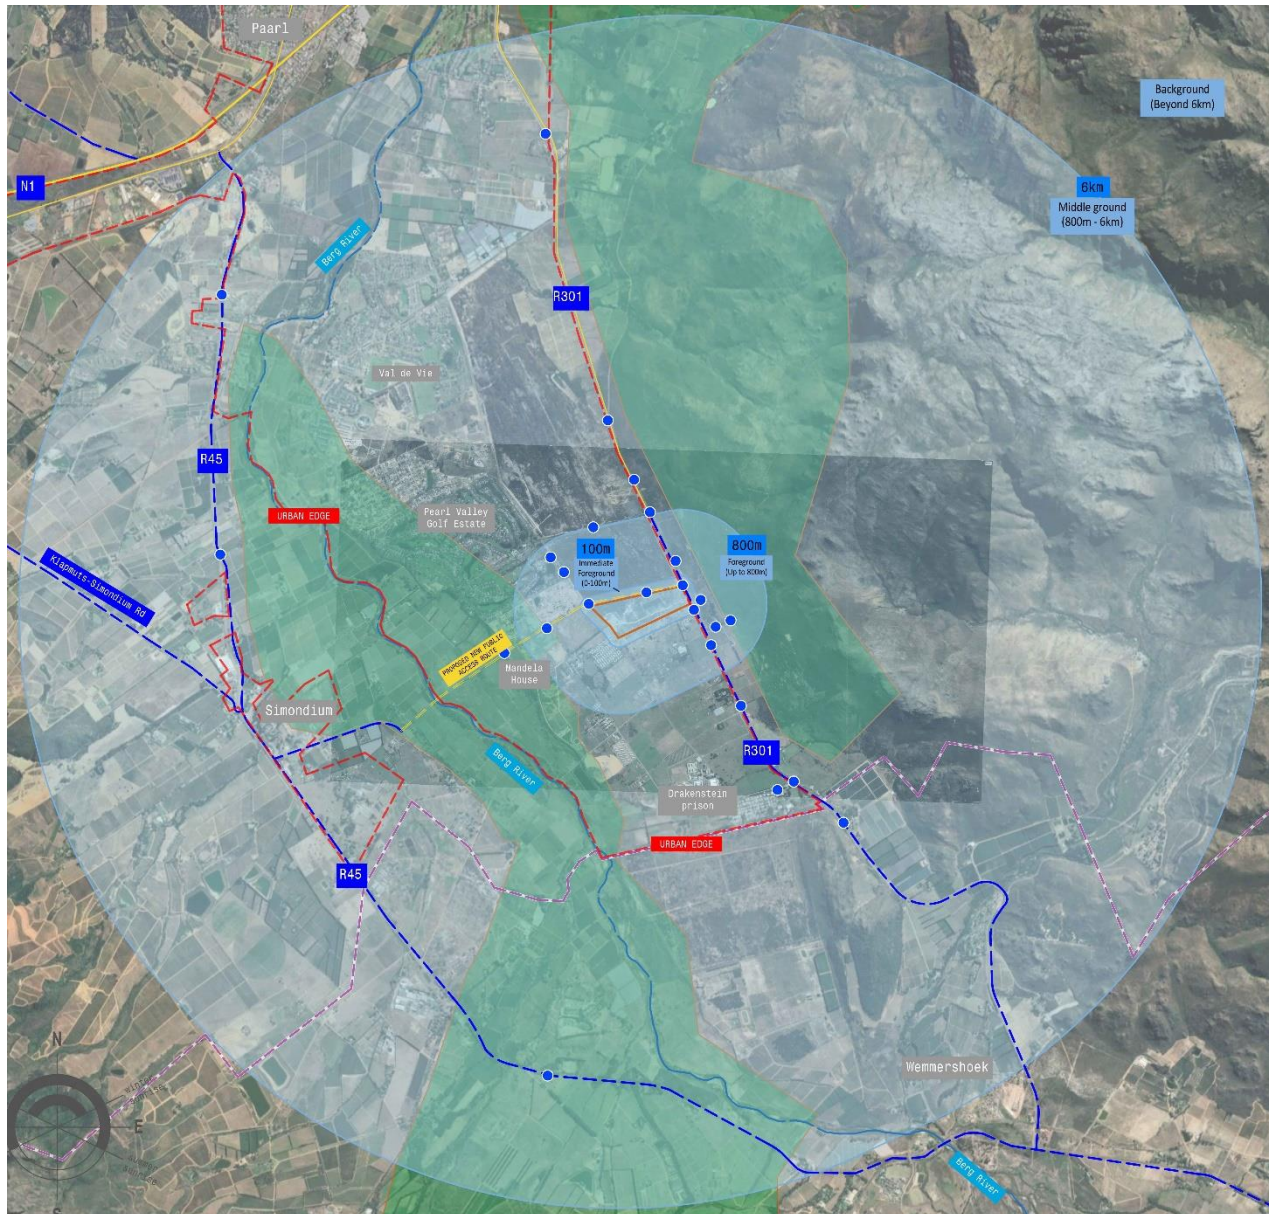 Paarl
Background
(Beyond 6km)
N1
6km
Middle ground
(800m - 6km)
Berg River
R301
Val de Vie
R45
Pearl Valley
Golf Estate
URBAN EDGE
100m
Immediate
Foreground
(0-100m)
800m
Foreground
(Up to 800m)
Klapmuts-Simondium Rd
PROPOSED NEW PUBLIC
ACCESS ROUTE
Mandela
House
Simondium
Berg River
R301
Drakenstein
prison
URBAN EDGE
R45
N
Wemmershoek
E
Berg River
S